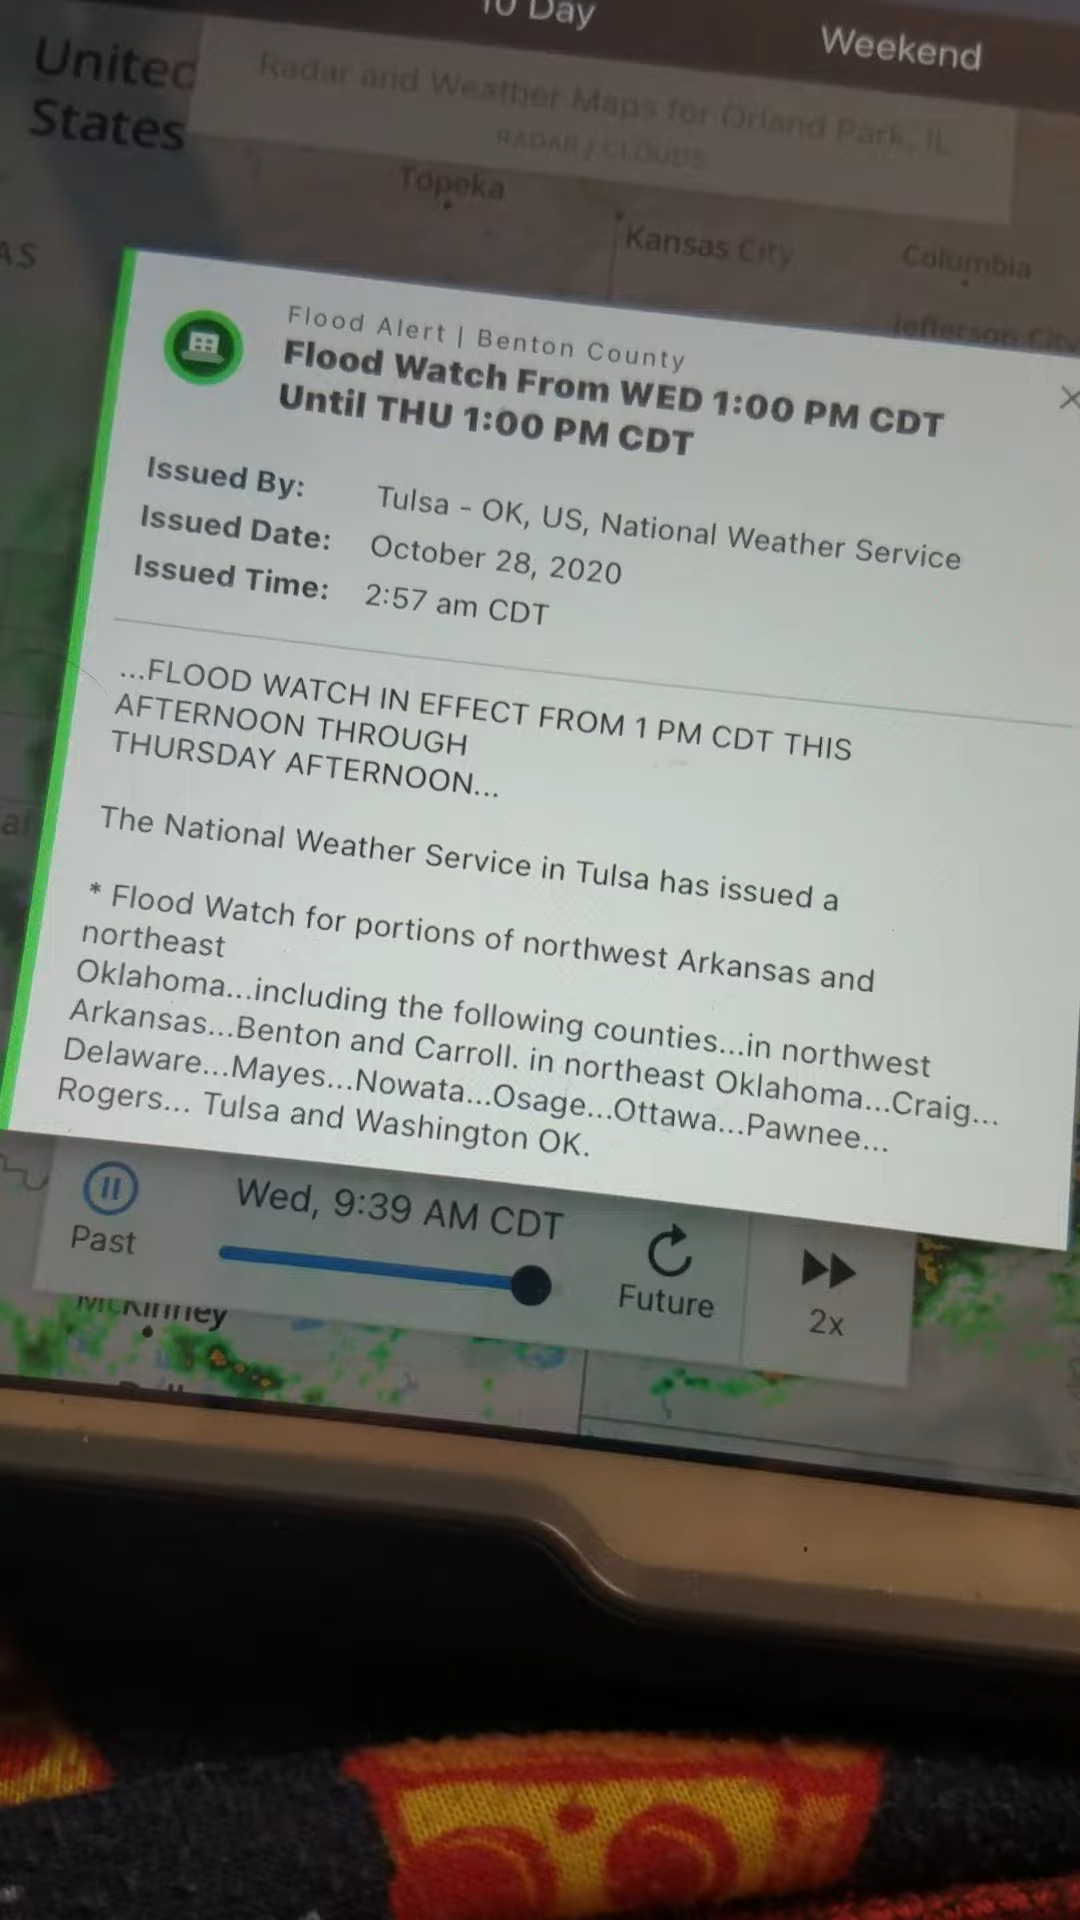 10 Day
Weekend
United
States
Radar and Weather Maps for Orland Park, IL
RADAR / CLOUDS
Topeka
Kansas City
Columbia
Jefferson City
AS
Flood Alert | Benton County
Flood Watch From WED 1:00 PM CDT
Until THU 1:00 PM CDT
Issued By: Tulsa - OK, US, National Weather Service
Issued Date: October 28, 2020
Issued Time: 2:57 am CDT
...FLOOD WATCH IN EFFECT FROM 1 PM CDT THIS
AFTERNOON THROUGH
THURSDAY AFTERNOON...
The National Weather Service in Tulsa has issued a
* Flood Watch for portions of northwest Arkansas and
northeast
Oklahoma...including the following counties...in northwest
Arkansas...Benton and Carroll. in northeast Oklahoma...Craig...
Delaware...Mayes...Nowata...Osage...Ottawa...Pawnee...
Rogers... Tulsa and Washington OK.
Wed, 9:39 AM CDT
Past
Future
2x
McKinney